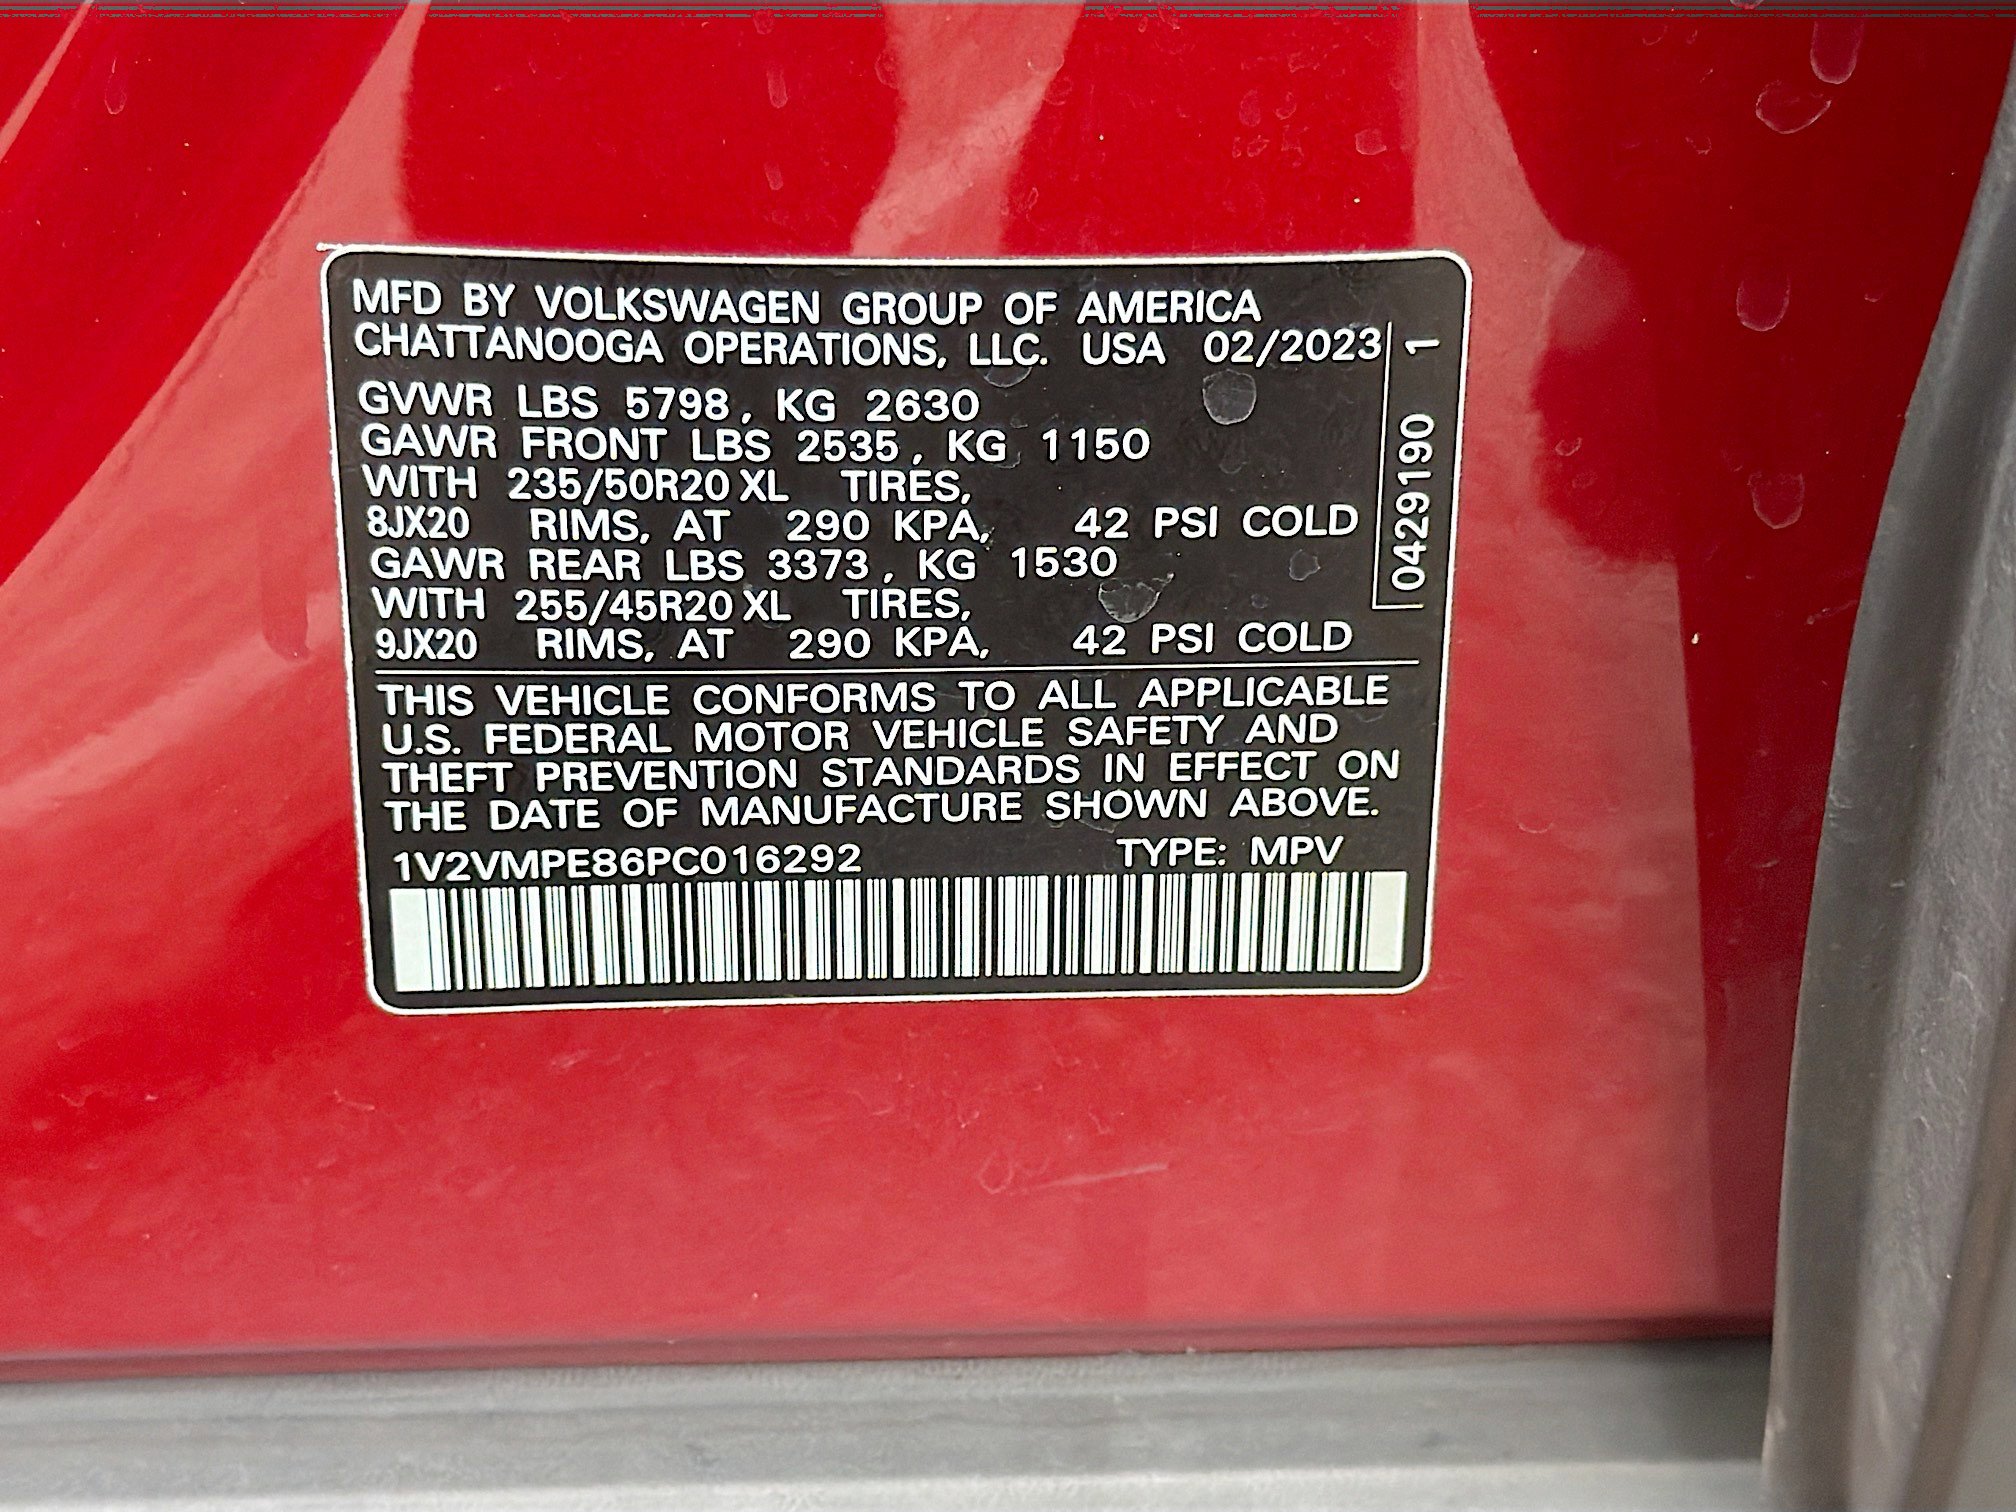 MFD BY VOLKSWAGEN GROUP OF AMERICA
CHATTANOOGA OPERATIONS, LLC. USA 02/2023
GVWR LBS 5798, KG 2630
GAWR FRONT LBS 2535, KG 1150
WITH 235/50R20 XL TIRES,
8JX20 RIMS, AT 290 KPA, 42 PSI COLD
GAWR REAR LBS 3373, KG 1530
WITH 255/45R20 XL TIRES,
9JX20 RIMS, AT 290 KPA, 42 PSI COLD
0429190 1
THIS VEHICLE CONFORMS TO ALL APPLICABLE
U.S. FEDERAL MOTOR VEHICLE SAFETY AND
THEFT PREVENTION STANDARDS IN EFFECT ON
THE DATE OF MANUFACTURE SHOWN ABOVE.
1V2VMPE86PC016292 TYPE: MPV